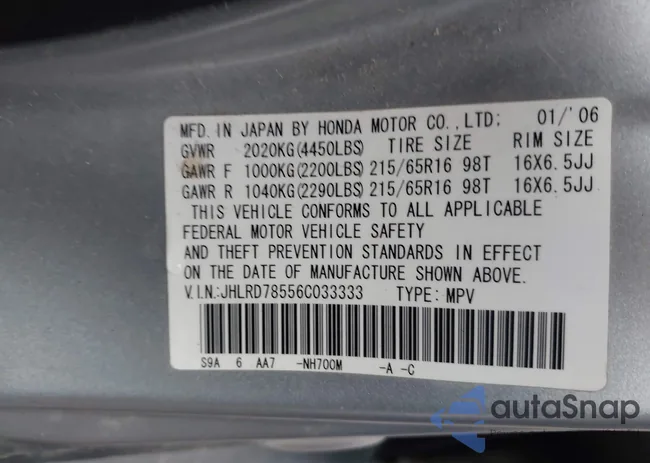 MFD. IN JAPAN BY HONDA MOTOR CO.,LTD: 01/'06
GVWR 2020KG(4450LBS) TIRE SIZE RIM SIZE
GAWR F 1000KG(2200LBS) 215/65R16 98T 16X6.5JJ
GAWR R 1040KG(2290LBS) 215/65R16 98T 16X6.5JJ
THIS VEHICLE CONFORMS TO ALL APPLICABLE
FEDERAL MOTOR VEHICLE SAFETY
AND THEFT PREVENTION STANDARDS IN EFFECT
ON THE DATE OF MANUFACTURE SHOWN ABOVE.
V.I.N.:JHLRD78556C033333 TYPE: MPV
S9A 6 AA7 -NH700M -A -C
autoSnap